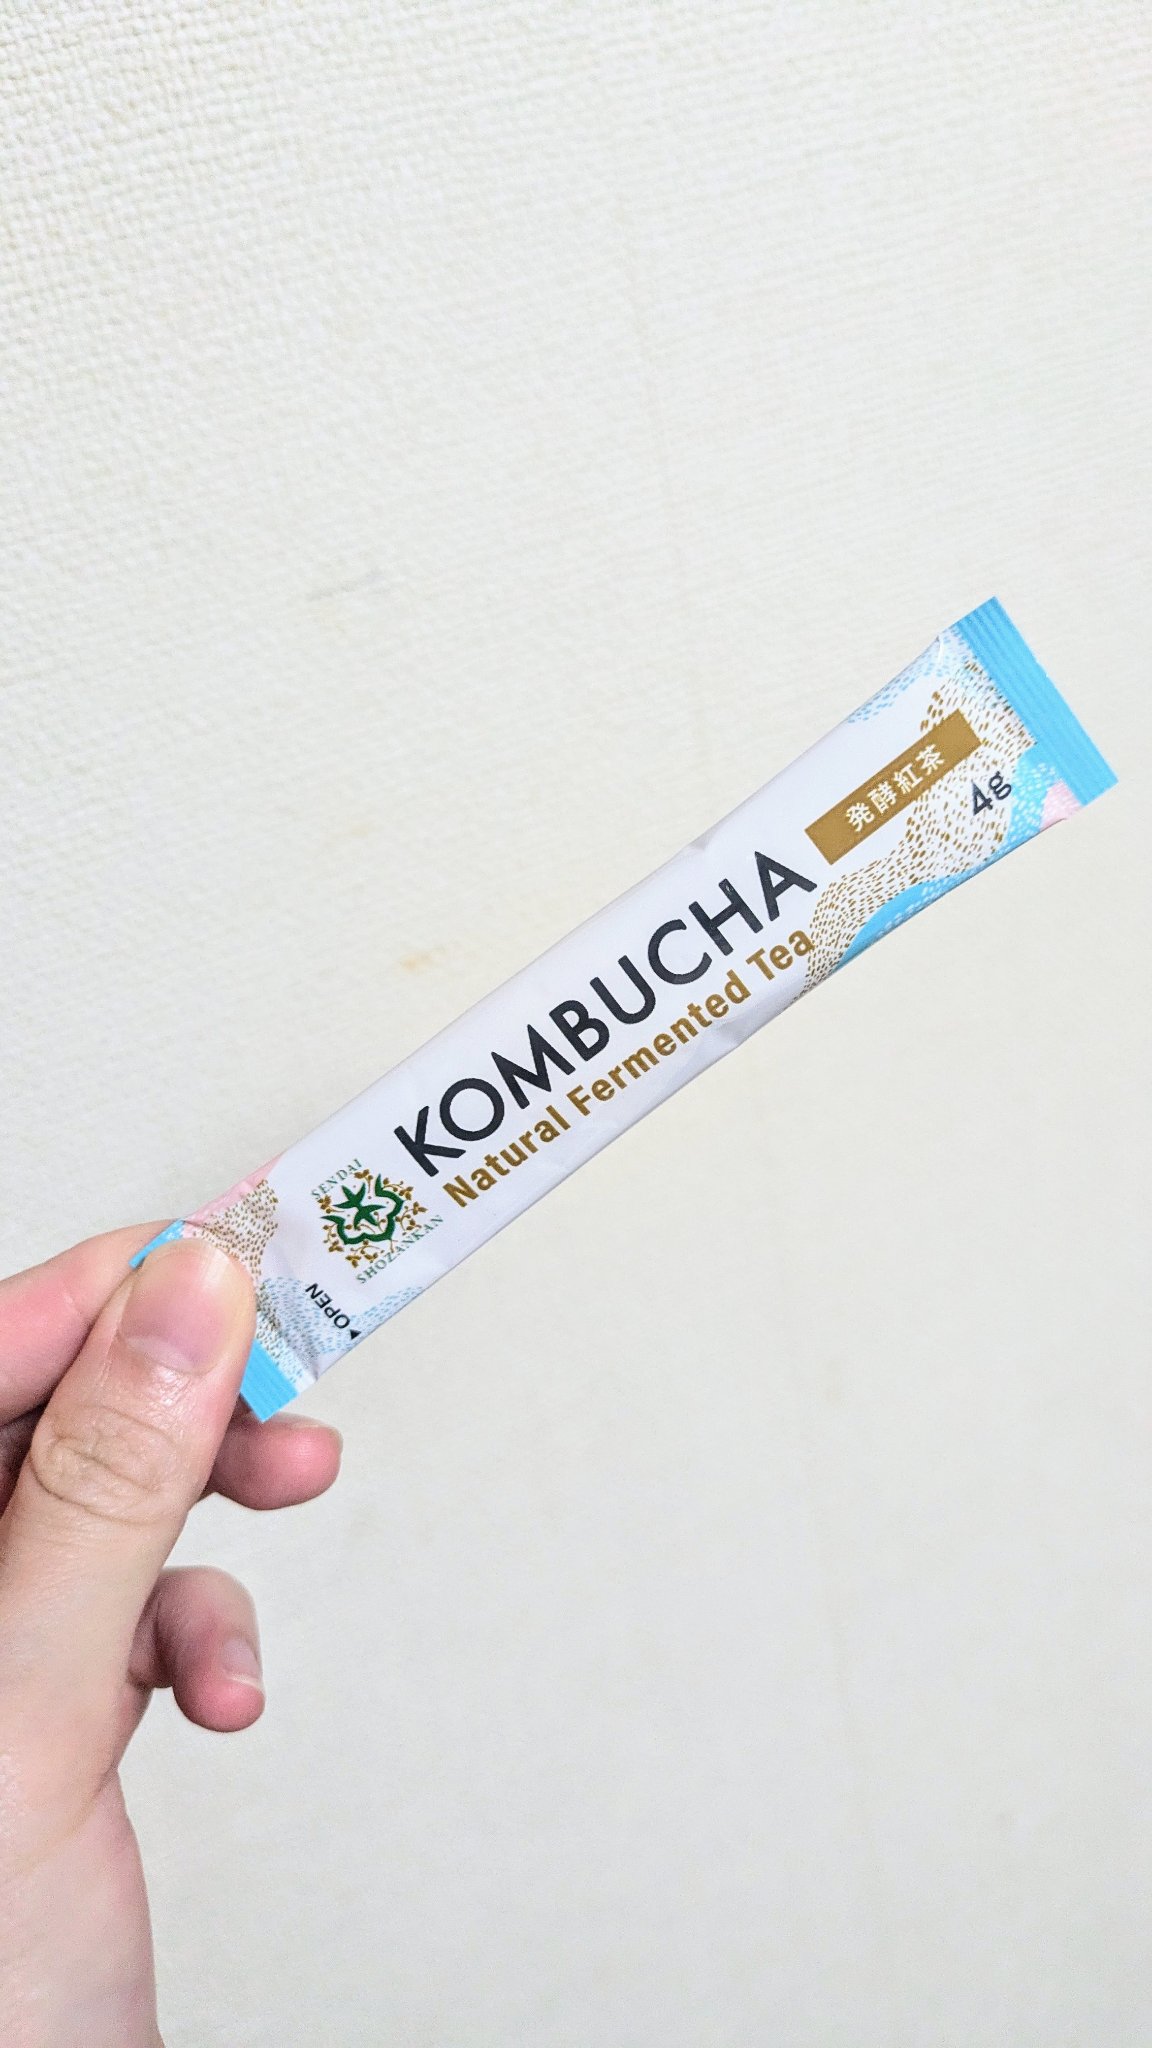 SENDAI
SHOZANKAN
KOMBUCHA
Natural Fermented Tea
発酵紅茶
4g
OPEN